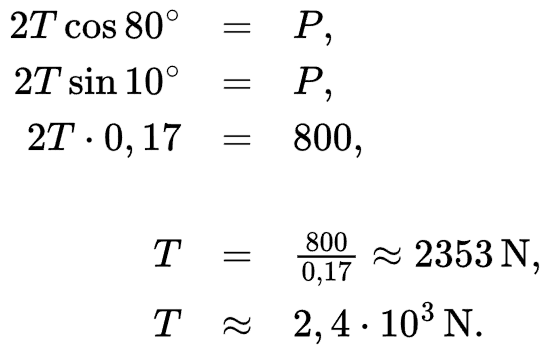 2T cos 80° = P,
2T sin 10° = P,
2T · 0,17 = 800,
T = 800/0,17 ≈ 2353 N,
T ≈ 2,4 · 10³ N.